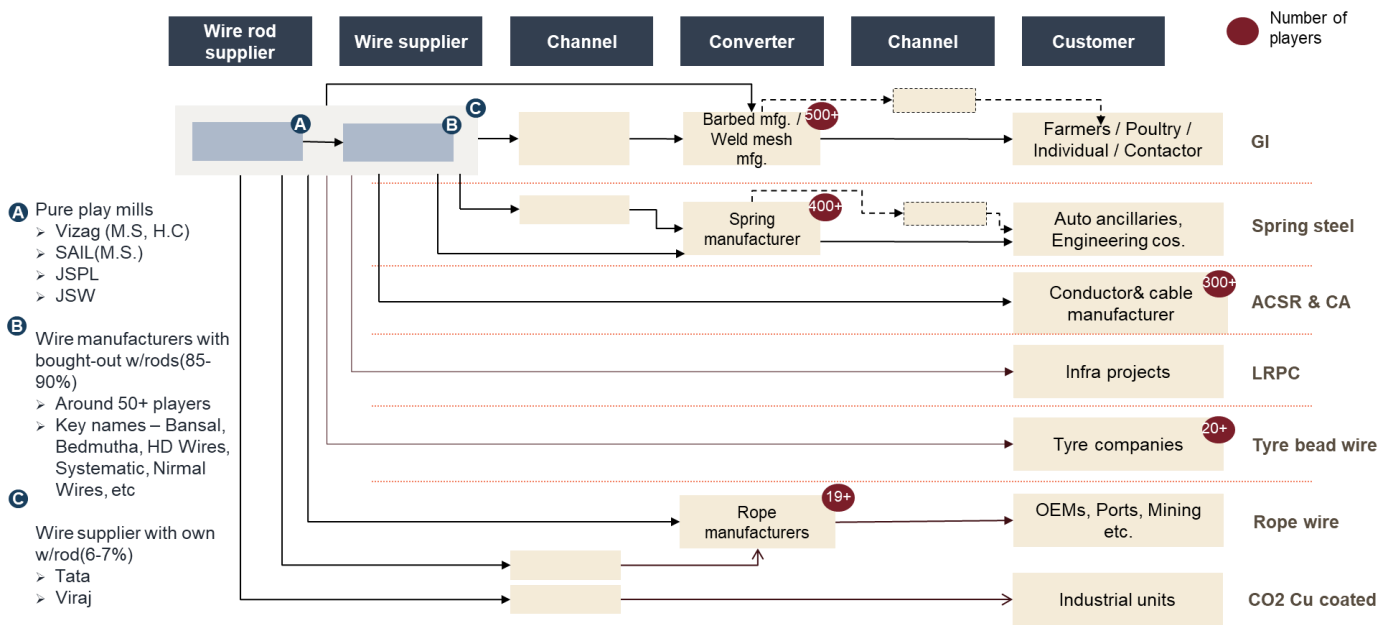 Wire rod
supplier
Wire supplier
Channel
Converter
Channel
Customer
Number of
players
A
B
C
Barbed mfg. /
Weld mesh
mfg.
500+
Farmers / Poultry /
Individual / Contactor
GI
Spring
manufacturer
400+
Auto ancillaries,
Engineering cos.
Spring steel
Conductor& cable
manufacturer
300+
ACSR & CA
Infra projects
LRPC
Tyre companies
20+
Tyre bead wire
Rope
manufacturers
19+
OEMs, Ports, Mining
etc.
Rope wire
Industrial units
CO2 Cu coated
A Pure play mills
Vizag (M.S, H.C)
SAIL(M.S.)
JSPL
JSW
B
Wire manufacturers with
bought-out w/rods(85-
90%)
Around 50+ players
Key names – Bansal,
Bedmutha, HD Wires,
Systematic, Nirmal
Wires, etc
C
Wire supplier with own
w/rod(6-7%)
Tata
Viraj